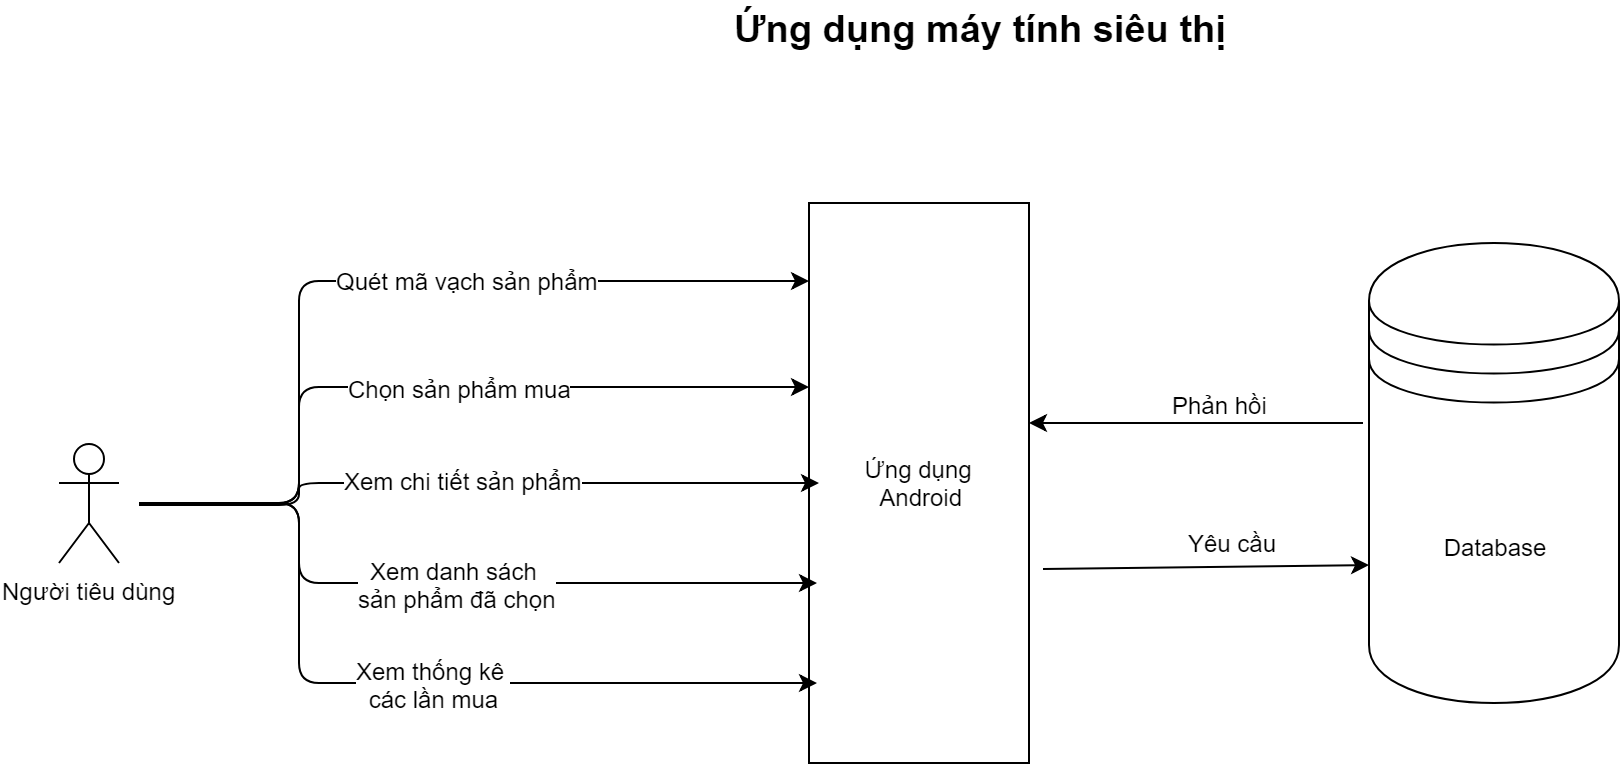 Ứng dụng máy tính siêu thị
Quét mã vạch sản phẩm
Chọn sản phẩm mua
Xem chi tiết sản phẩm
Xem danh sách
sản phẩm đã chọn
Xem thống kê
các lần mua
Người tiêu dùng
Ứng dụng
Android
Phản hồi
Yêu cầu
Database